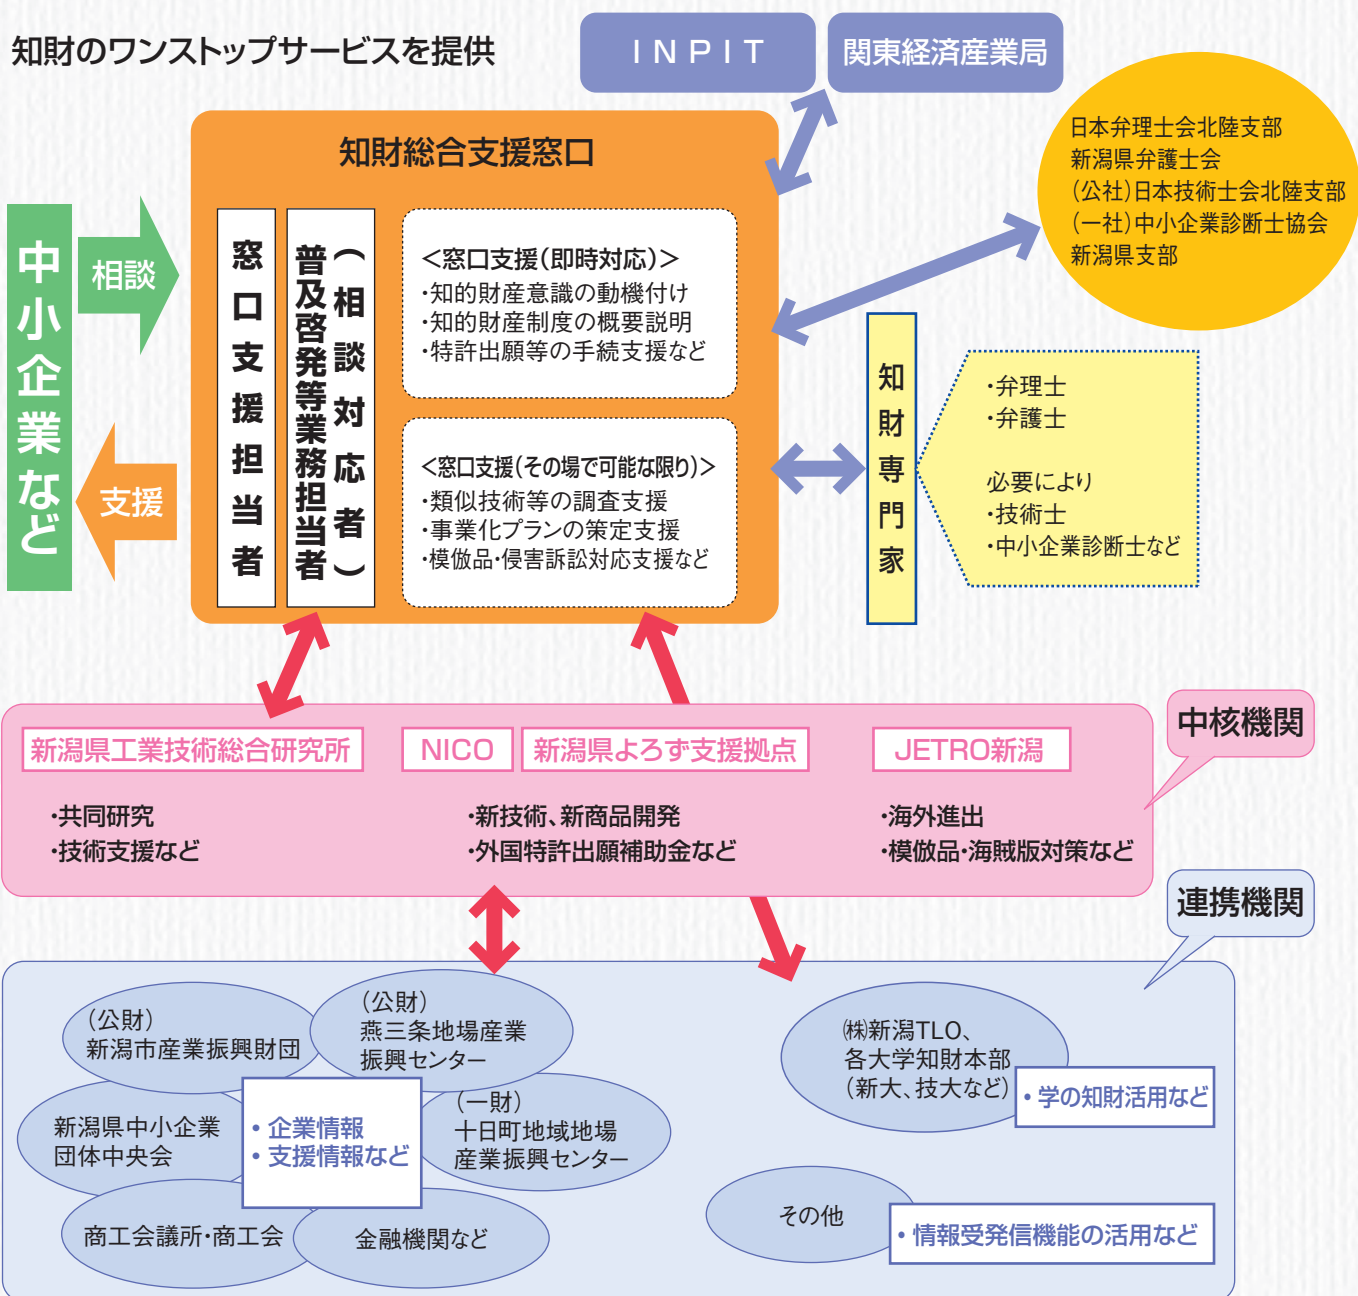 知財のワンストップサービスを提供
INPIT
関東経済産業局
日本弁理士会北陸支部
新潟県弁護士会
(公社)日本技術士会北陸支部
(一社)中小企業診断士協会
新潟県支部
知財総合支援窓口
中小企業など
相談
支援
窓口支援担当者
普及啓発等業務担当者
(相談対応者)
＜窓口支援(即時対応)＞
・知的財産意識の動機付け
・知的財産制度の概要説明
・特許出願等の手続支援など
＜窓口支援(その場で可能な限り)＞
・類似技術等の調査支援
・事業化プランの策定支援
・模倣品・侵害訴訟対応支援など
知財専門家
・弁理士
・弁護士
必要により
・技術士
・中小企業診断士など
中核機関
新潟県工業技術総合研究所
・共同研究
・技術支援など
NICO
新潟県よろず支援拠点
・新技術、新商品開発
・外国特許出願補助金など
JETRO新潟
・海外進出
・模倣品・海賊版対策など
連携機関
(公財)
新潟市産業振興財団
(公財)
燕三条地場産業
振興センター
新潟県中小企業
団体中央会
・企業情報
・支援情報など
(一財)
十日町地域地場
産業振興センター
商工会議所・商工会
金融機関など
㈱新潟TLO、
各大学知財本部
(新大、技大など)
・学の知財活用など
その他
・情報受発信機能の活用など